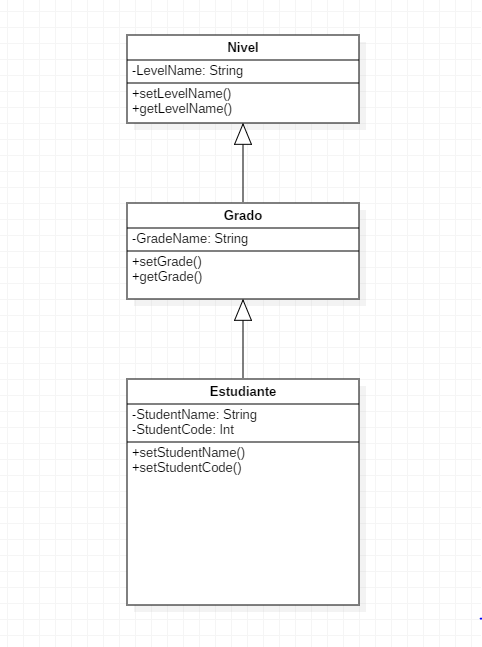 Nivel
-LevelName: String
+setLevelName()
+getLevelName()
Grado
-GradeName: String
+setGrade()
+getGrade()
Estudiante
-StudentName: String
-StudentCode: Int
+setStudentName()
+setStudentCode()